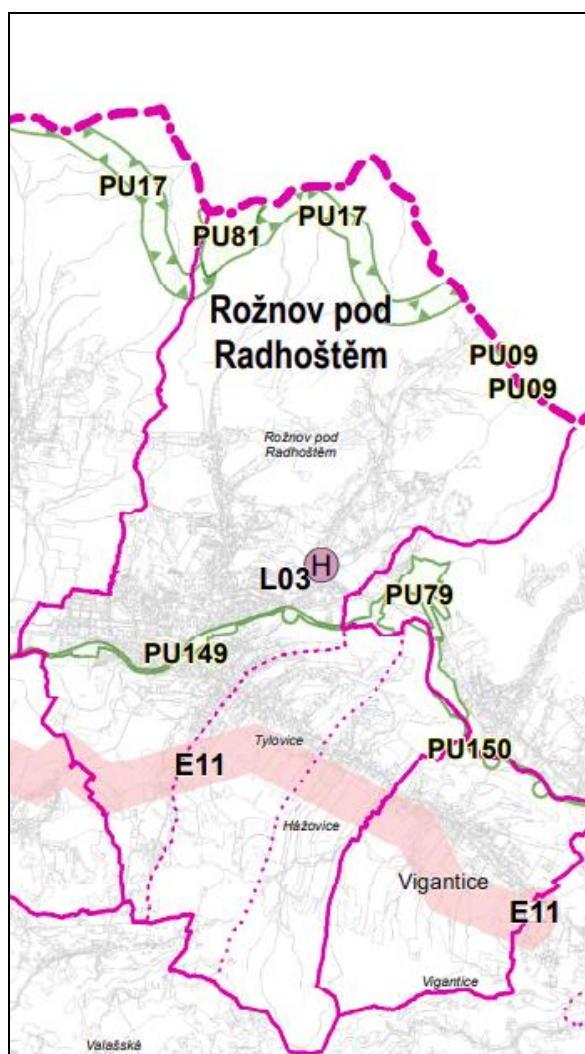 PU17
PU17
PU81
Rožnov pod
Radhoštěm
PU09
PU09
Rožnov pod
Radhoštěm
H
L03
PU79
PU149
Tylovice
PU150
E11
Hážovice
Vigantice
E11
Vigantice
Valašská